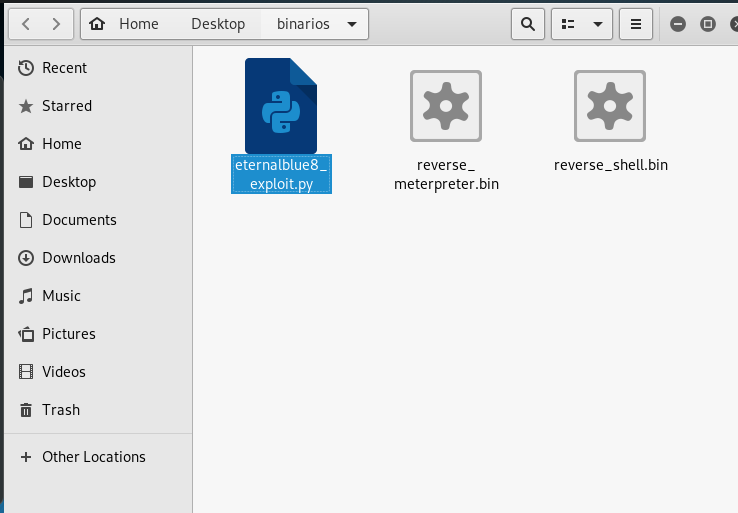 Home Desktop binarios
Recent
Starred
Home
Desktop
Documents
Downloads
Music
Pictures
Videos
Trash
Other Locations
eternalblue8_
exploit.py
reverse_
meterpreter.bin
reverse_shell.bin